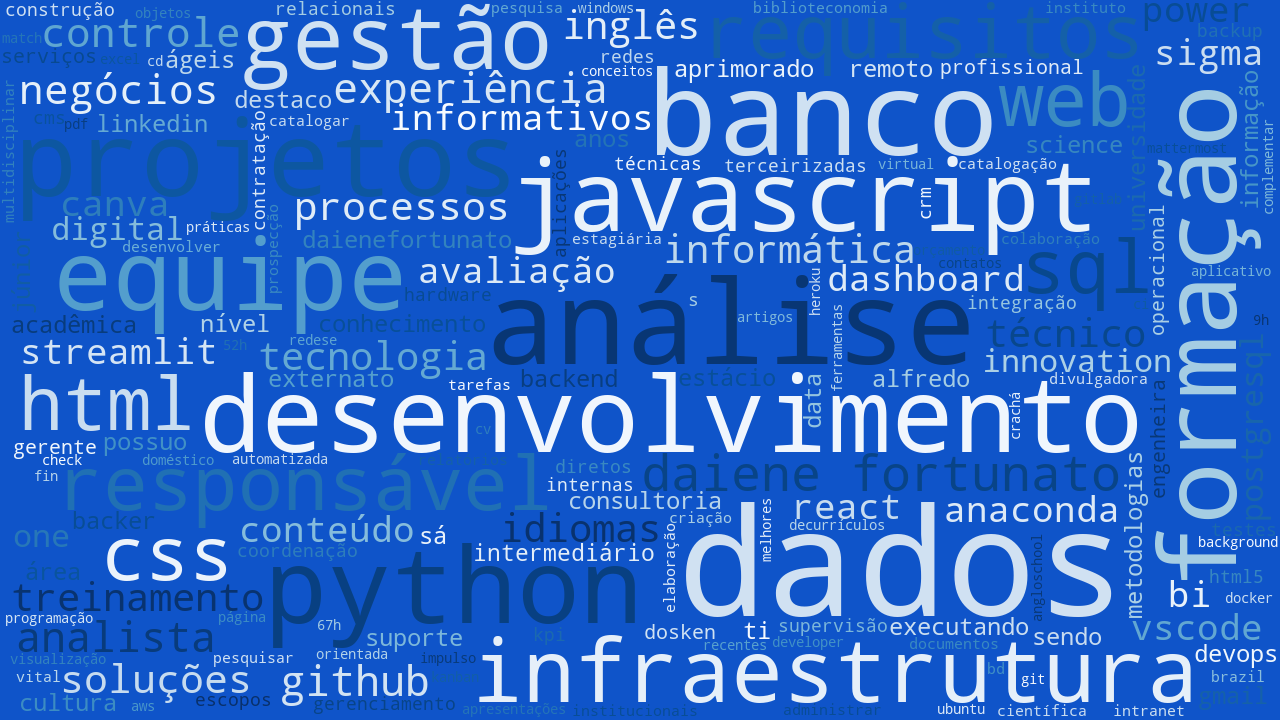 construção objetos relacionais pesquisa windows biblioteconomia instituto power
match controle gestão inglês requisitos backup
serviços excel cd ágeis redes sigma
conceitos aprimorado remoto profissional
multidisciplinar negócios destaco experiência banco web informação
cms pdf linkedin contratação catalogar informativos anos science universidade mattermost complementar
projetos técnicas terceirizadas virtual catalogação
canva processos aplicações javascript crm formação
digital práticas desenvolver prospecção daienefortunato estagiária informática colaboração operacional
equipe avaliação heroku dashboard contatos sql aplicativo
hardware análise s integração
acadêmica nível conhecimento artigos ferramentas técnico 9h
streamlit 52h redese tecnologia innovation postgresql
externato tarefas backend estácio data alfredo divulgadora
html desenvolvimento crachá engenheira
gerente possuo cv
check doméstico automatizada diretos daiene fortunato
fin responsável internas
consultoria react anaconda metodologias
backer criação decurrículos
one css conteúdo sá idiomas melhores testes
coordenação intermediário background
área python elaboração dados angloschool html5
treinamento bi docker
programação página 67h
analista suporte kpi dosken ti supervisão executando sendo vscode
visualização pesquisar orientada impulso recentes developer documentos devops
vital soluções github infraestrutura bd git brazil
cultura aws escopos gerenciamento apresentações institucionais administrar ubuntu científica intranet gmail